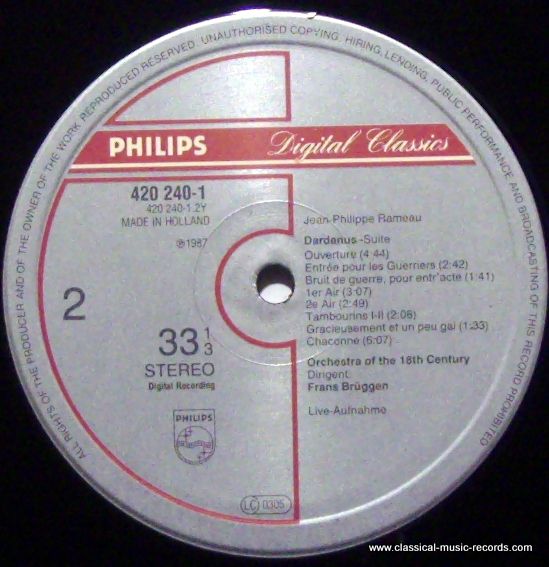 ALL RIGHTS OF THE PRODUCER AND OF THE OWNER OF THE WORK REPRODUCED RESERVED. UNAUTHORISED COPYING, HIRING, LENDING, PUBLIC PERFORMANCE AND BROADCASTING OF THIS RECORD PROHIBITED
PHILIPS Digital Classics
420 240-1
420 240-1.2Y
MADE IN HOLLAND
℗1987
2
33 1/3
STEREO
Digital Recording
PHILIPS
LC 0305
Jean-Philippe Rameau
Dardanus-Suite
Ouverture (4:44)
Entrée pour les Guerriers (2:42)
Bruit de guerre, pour entr'acte (1:41)
1er Air (3:07)
2e Air (2:49)
Tambourins I-II (2:06)
Gracieusement et un peu gai (1:33)
Chaconne (5:07)
Orchestra of the 18th Century
Dirigent:
Frans Brüggen
Live-Aufnahme
www.classical-music-records.com